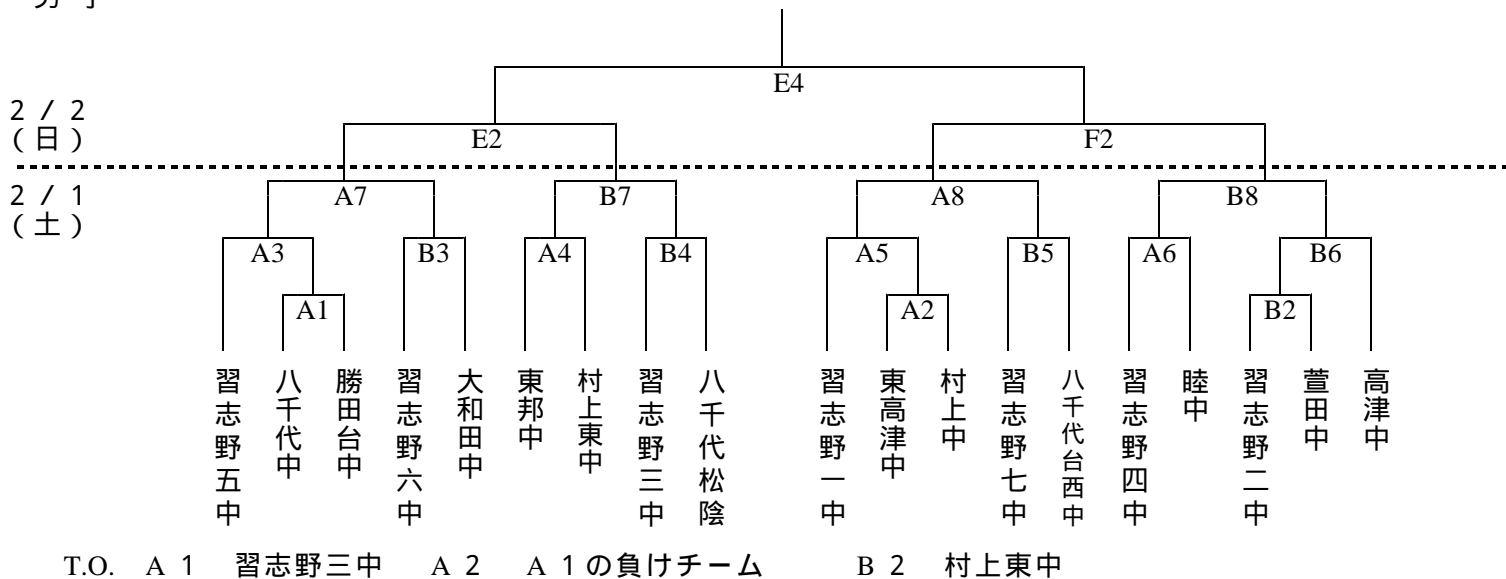 E4
2 / 2
(日)
E2
F2
2 / 1
(土)
A7
B7
A8
B8
A3
B3
A4
B4
A5
B5
A6
B6
A1
A2
B2
習志野五中
八千代中
勝田台中
習志野六中
大和田中
東邦中
村上東中
習志野三中
八千代松陰
習志野一中
東高津中
村上中
習志野七中
八千代台西中
習志野四中
睦中
習志野二中
萱田中
高津中
T.O. A 1 習志野三中 A 2 A 1の負けチーム B 2 村上東中